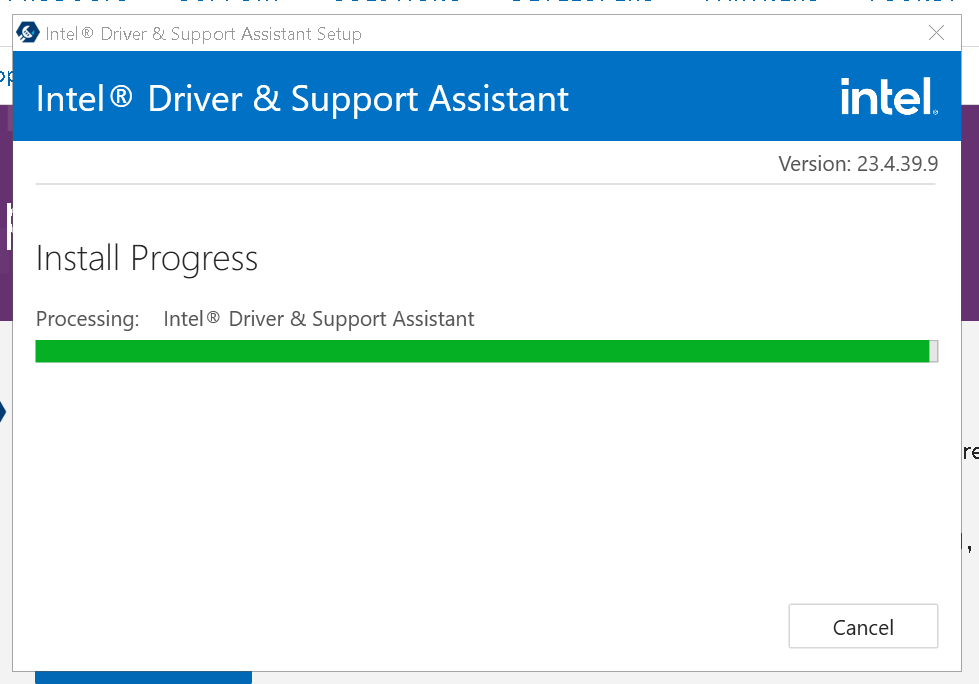 Intel® Driver & Support Assistant Setup
Intel® Driver & Support Assistant
intel.
Version: 23.4.39.9
Install Progress
Processing: Intel® Driver & Support Assistant
Cancel